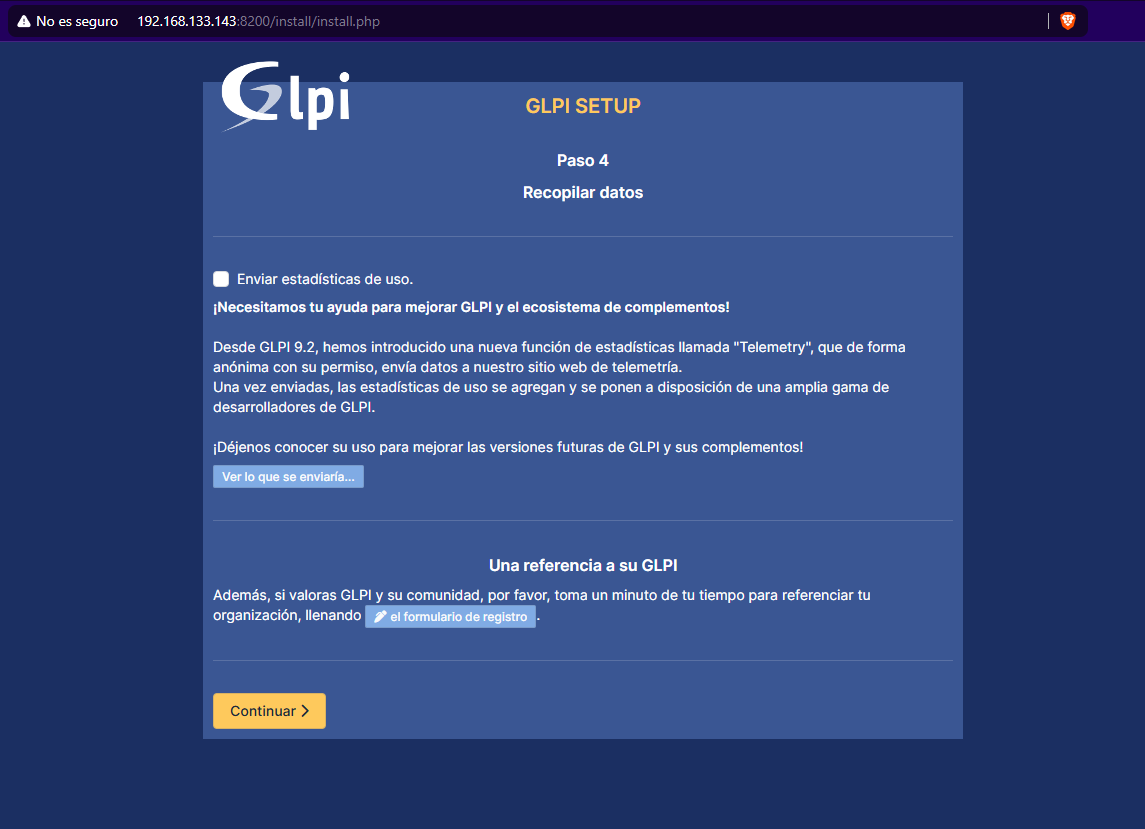 No es seguro 192.168.133.143:8200/install/install.php
Glpi
GLPI SETUP
Paso 4
Recopilar datos
Enviar estadísticas de uso.
¡Necesitamos tu ayuda para mejorar GLPI y el ecosistema de complementos!
Desde GLPI 9.2, hemos introducido una nueva función de estadísticas llamada "Telemetry", que de forma
anónima con su permiso, envía datos a nuestro sitio web de telemetría.
Una vez enviadas, las estadísticas de uso se agregan y se ponen a disposición de una amplia gama de
desarrolladores de GLPI.
¡Déjenos conocer su uso para mejorar las versiones futuras de GLPI y sus complementos!
Ver lo que se enviaría...
Una referencia a su GLPI
Además, si valoras GLPI y su comunidad, por favor, toma un minuto de tu tiempo para referenciar tu
organización, llenando el formulario de registro.
Continuar